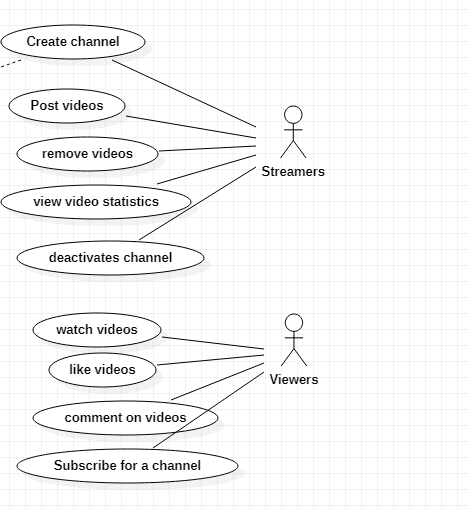 Create channel
Post videos
remove videos
Streamers
view video statistics
deactivates channel
watch videos
like videos
Viewers
comment on videos
Subscribe for a channel